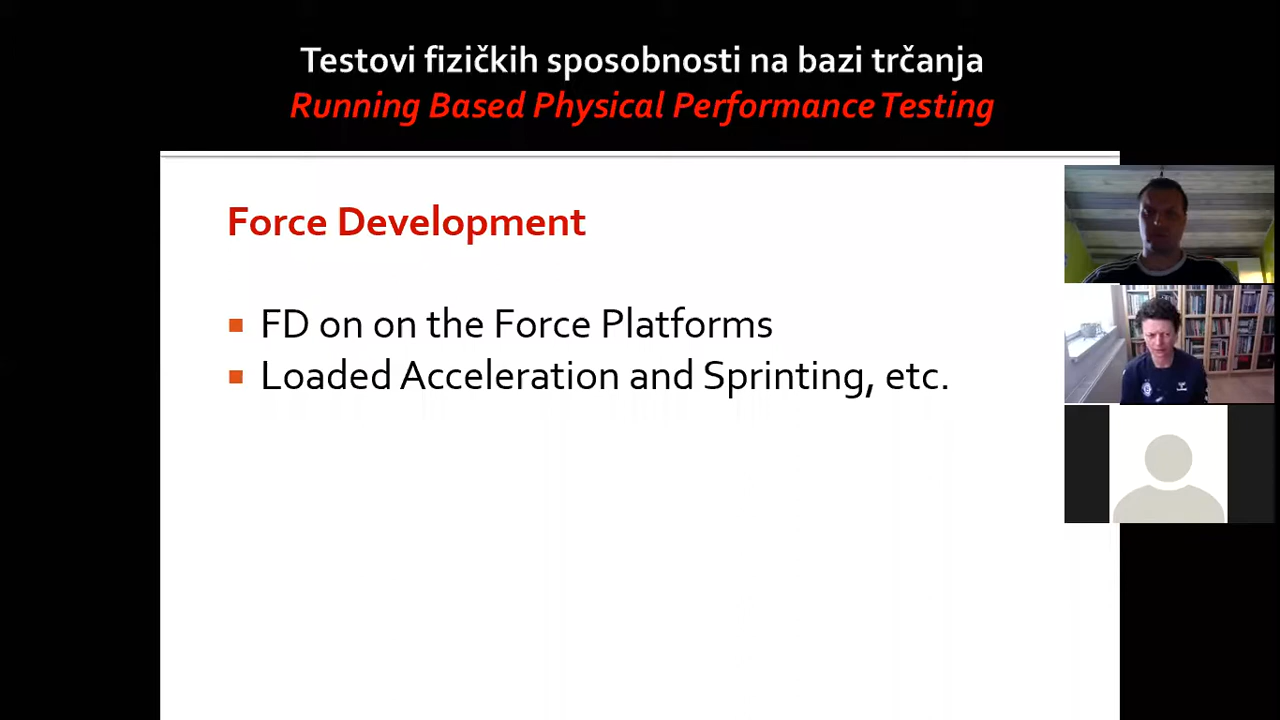 Testovi fizičkih sposobnosti na bazi trčanja
Running Based Physical Performance Testing
Force Development
FD on on the Force Platforms
Loaded Acceleration and Sprinting, etc.